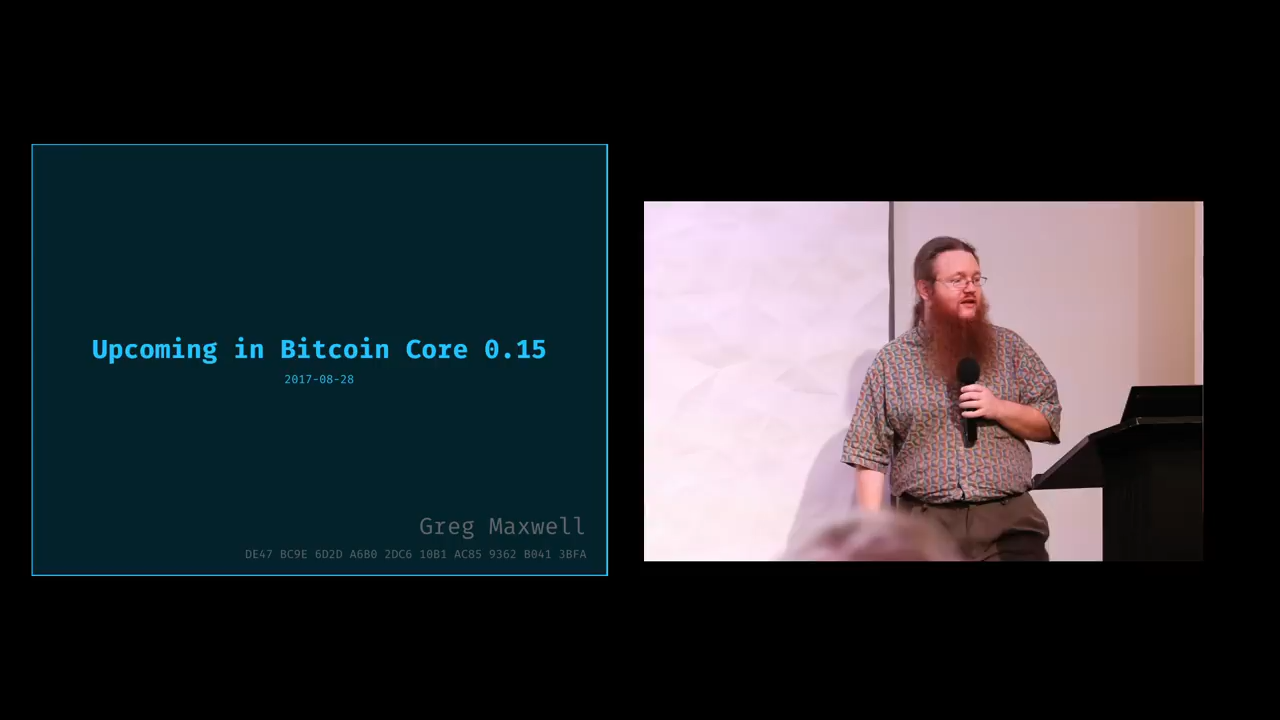 Upcoming in Bitcoin Core 0.15
2017-08-28
Greg Maxwell
DE47 BC9E 6D2D A6B0 2DC6 10B1 AC85 9362 B041 3BFA